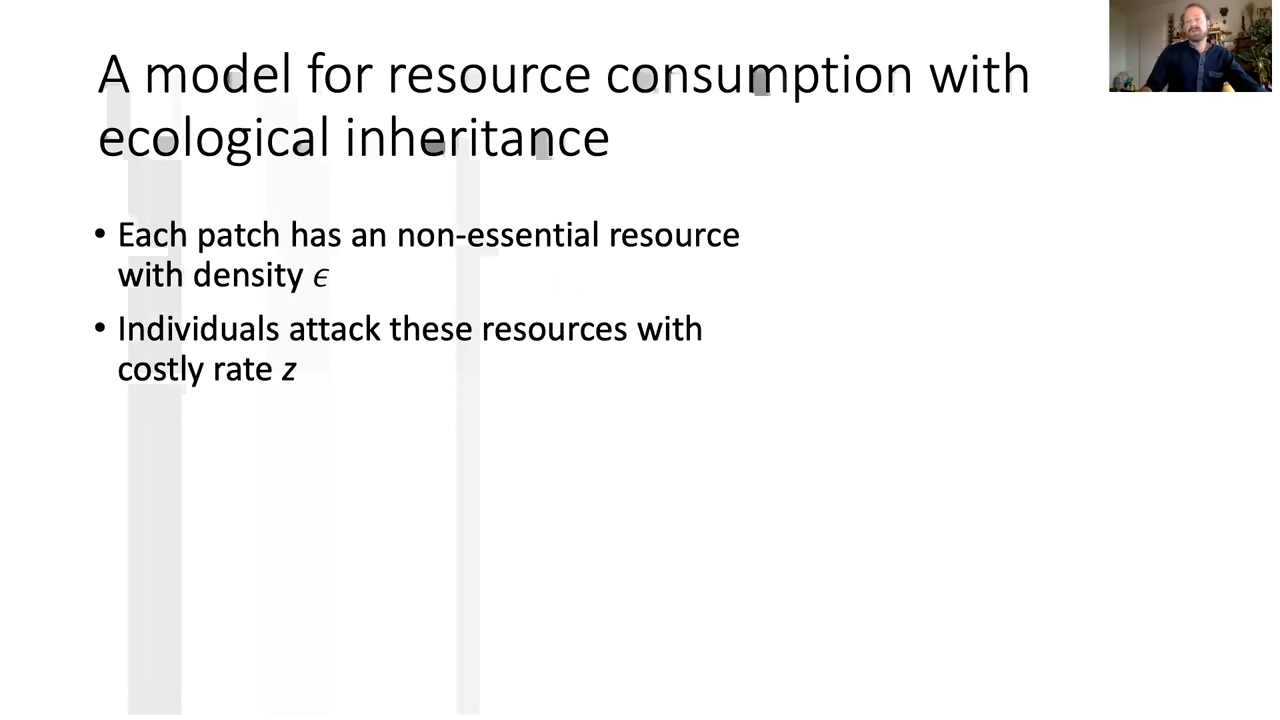 A model for resource consumption with
ecological inheritance
• Each patch has an non-essential resource
with density ϵ
• Individuals attack these resources with
costly rate z